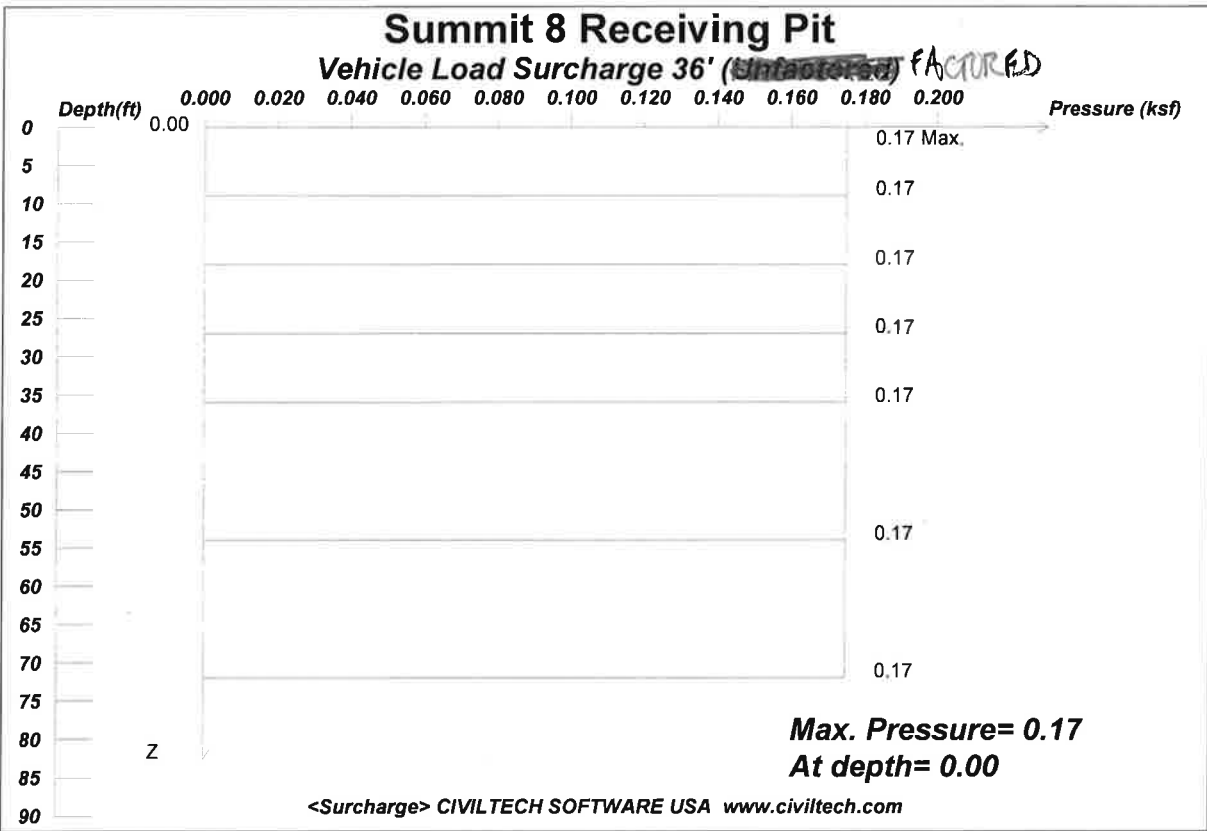 Summit 8 Receiving Pit
Vehicle Load Surcharge 36' (Unfactored) FACTORED
Depth(ft) 0.000 0.020 0.040 0.060 0.080 0.100 0.120 0.140 0.160 0.180 0.200 Pressure (ksf)
0 0.00
0.17 Max.
5
0.17
10
15
0.17
20
25
0.17
30
35 0.17
40
45
50
0.17
55
60
65
70 0.17
75
Max. Pressure= 0.17
80 Z
At depth= 0.00
85
90 <Surcharge> CIVILTECH SOFTWARE USA www.civiltech.com